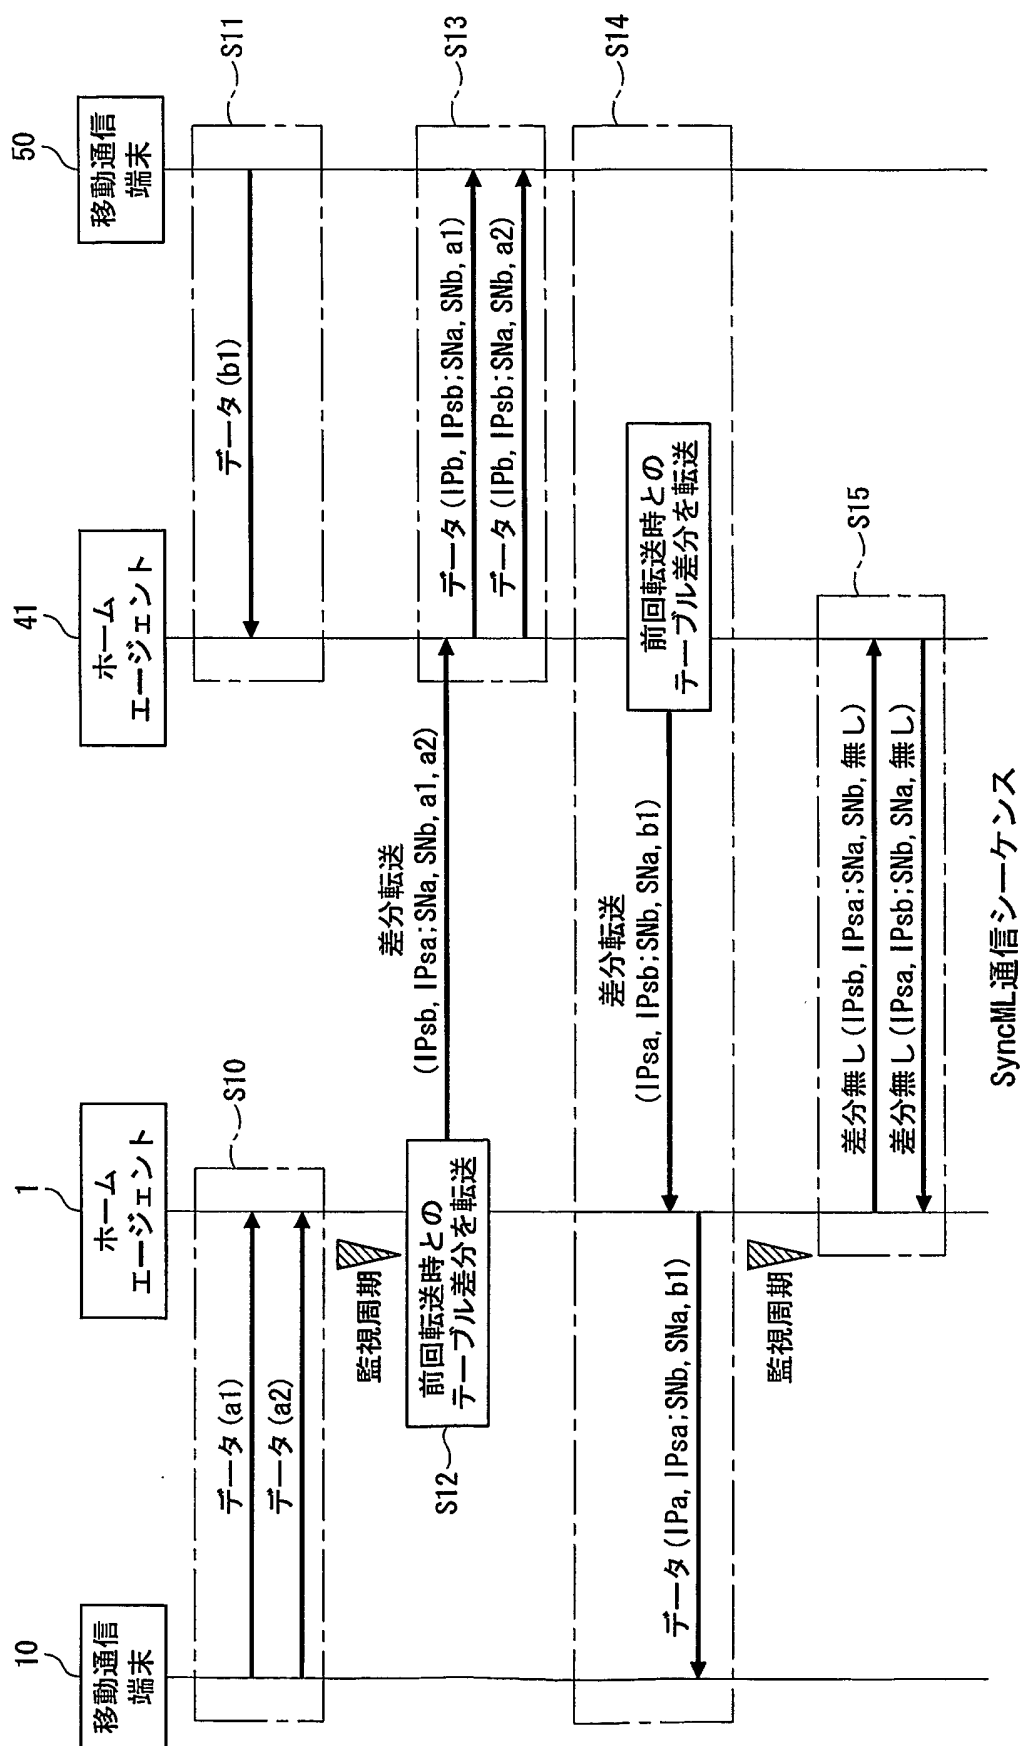 10
移動通信
端末
1
ホーム
エージェント
41
ホーム
エージェント
50
移動通信
端末
データ(a1)
データ(a2)
S10
データ(b1)
S11
監視周期
前回転送時との
テーブル差分を転送
S12
差分転送
(IPsb, IPsa;SNa, SNb, a1, a2)
データ(IPb, IPsb;SNa, SNb, a1)
データ(IPb, IPsb;SNa, SNb, a2)
S13
前回転送時との
テーブル差分を転送
差分転送
(IPsa, IPsb;SNb, SNa, b1)
データ(IPa, IPsa;SNb, SNa, b1)
S14
監視周期
差分無し(IPsb, IPsa;SNa, SNb, 無し)
差分無し(IPsa, IPsb;SNb, SNa, 無し)
S15
SyncML通信シーケンス